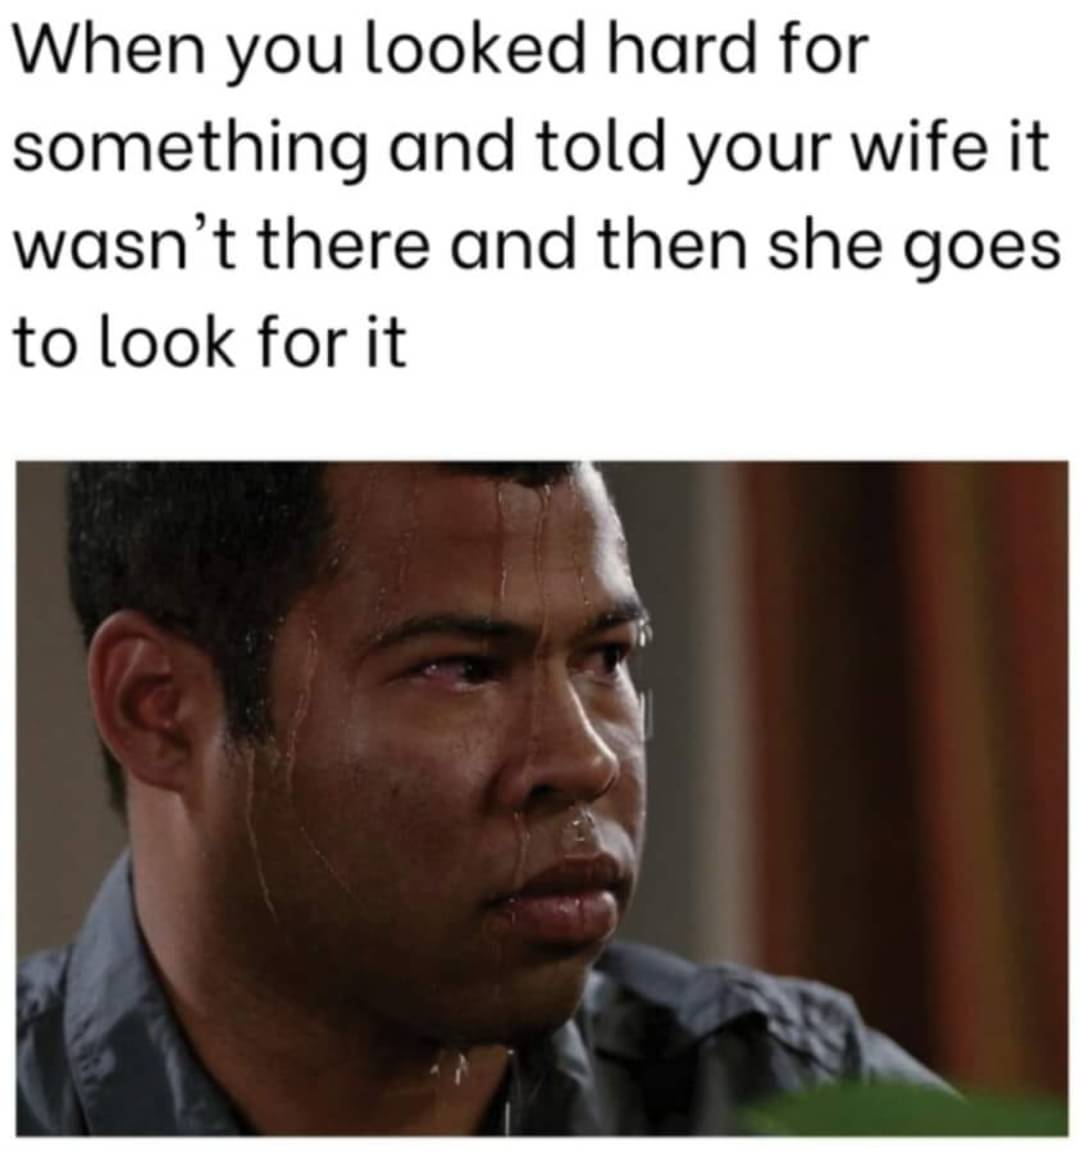 When you looked hard for
something and told your wife it
wasn't there and then she goes
to look for it